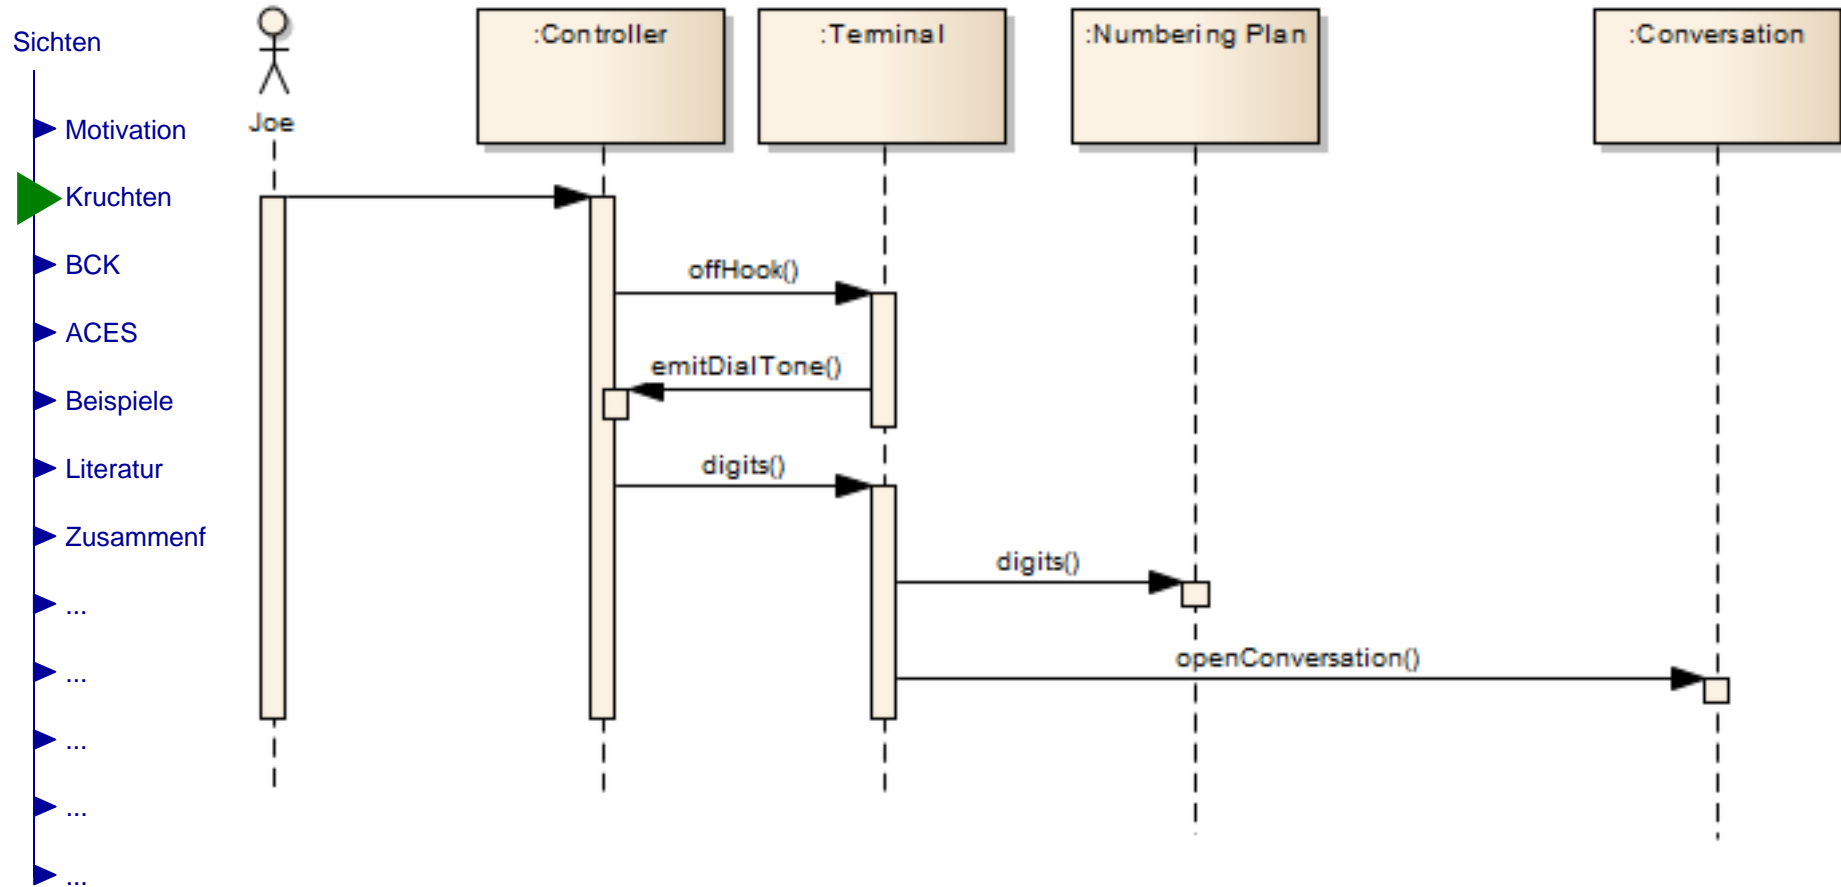 Sichten
Motivation
Kruchten
BCK
ACES
Beispiele
Literatur
Zusammenf
...
...
...
...
...
Joe
:Controller
:Terminal
:Numbering Plan
:Conversation
offHook()
emitDialTone()
digits()
digits()
openConversation()